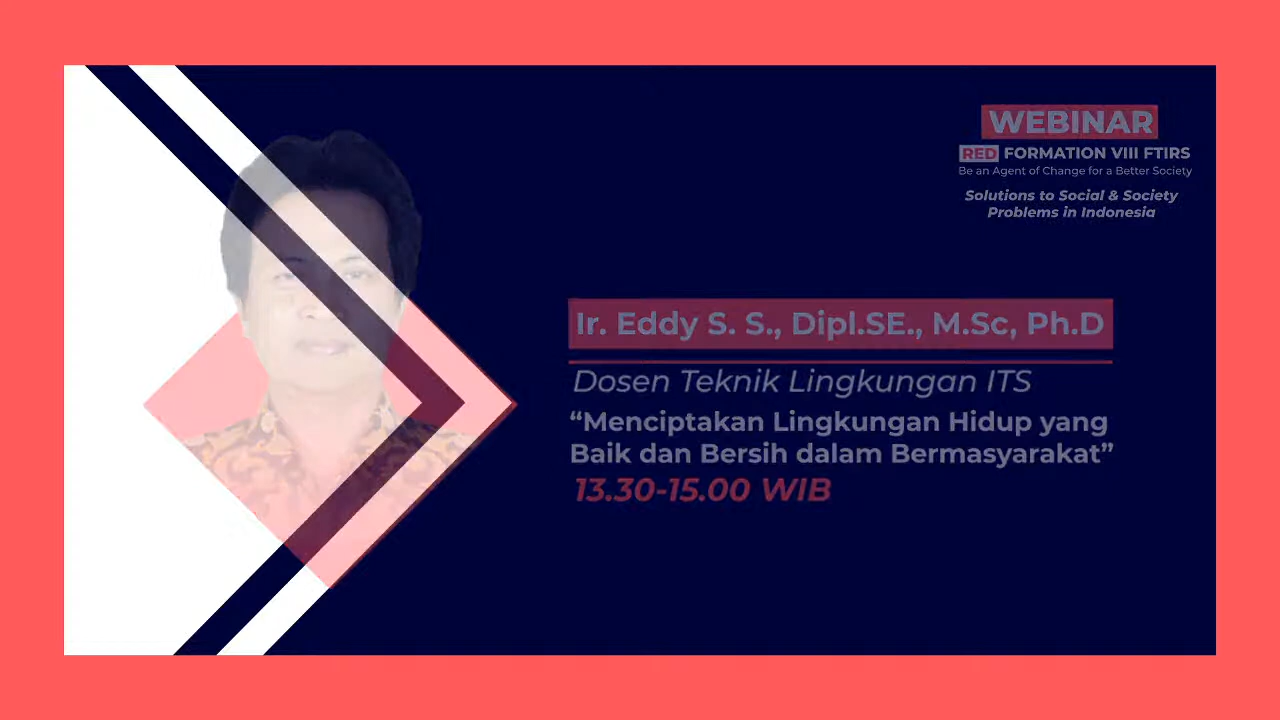 WEBINAR
RED FORMATION VIII FTIRS
Be an Agent of Change for a Better Society
Solutions to Social & Society
Problems in Indonesia
Ir. Eddy S. S., Dipl.SE., M.Sc, Ph.D
Dosen Teknik Lingkungan ITS
“Menciptakan Lingkungan Hidup yang
Baik dan Bersih dalam Bermasyarakat”
13.30-15.00 WIB